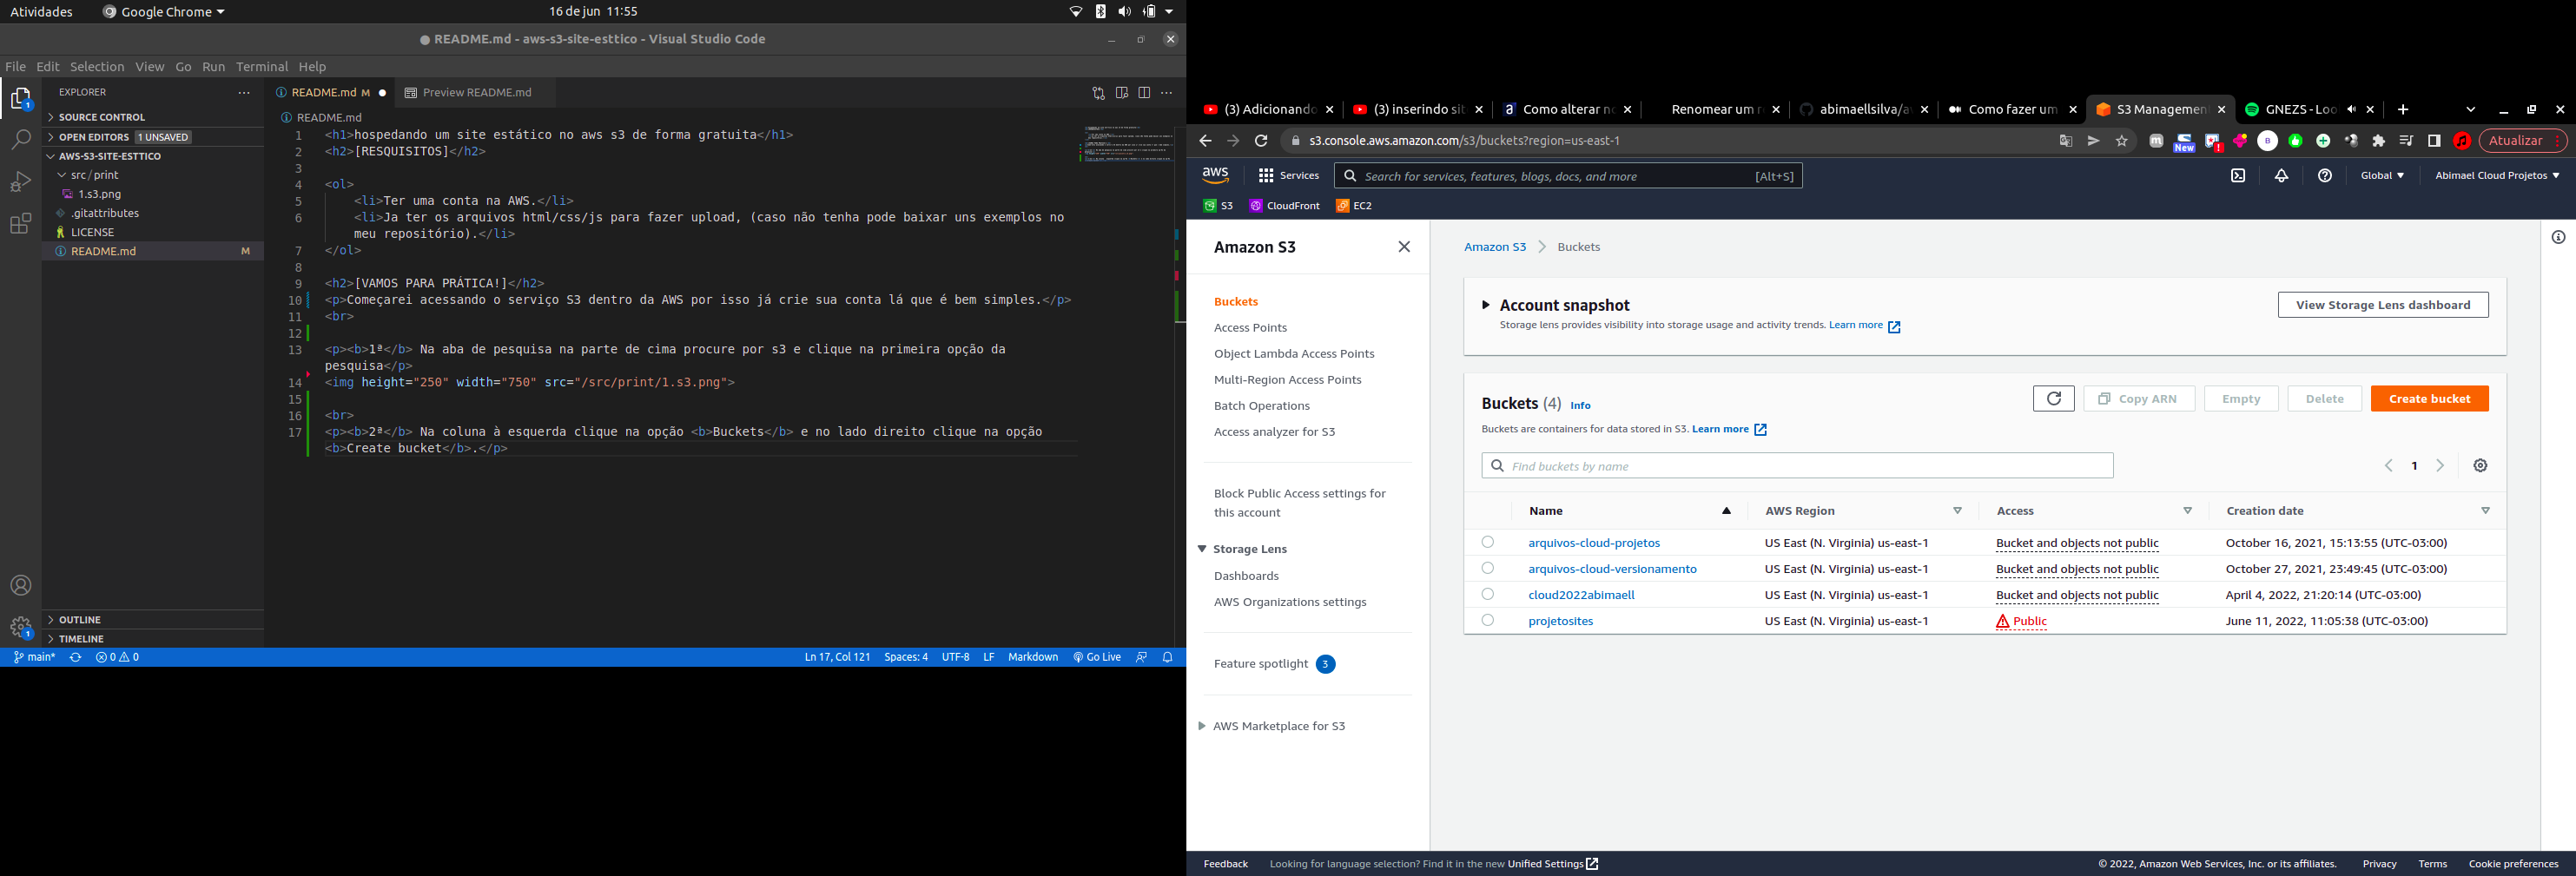 Atividades
Google Chrome
16 de jun 11:55
README.md - aws-s3-site-esttico - Visual Studio Code
File Edit Selection View Go Run Terminal Help
EXPLORER
SOURCE CONTROL
OPEN EDITORS 1 UNSAVED
AWS-S3-SITE-ESTTICO
src/print
1.s3.png
.gitattributes
LICENSE
README.md M
OUTLINE
TIMELINE
README.md M
Preview README.md
README.md
1 <h1>hospedando um site estático no aws s3 de forma gratuita</h1>
2 <h2>[RESQUISITOS]</h2>
3
4 <ol>
5 <li>Ter uma conta na AWS.</li>
6 <li>Ja ter os arquivos html/css/js para fazer upload, (caso não tenha pode baixar uns exemplos no
meu repositório).</li>
7 </ol>
8
9 <h2>[VAMOS PARA PRÁTICA!]</h2>
10 <p>Começarei acessando o serviço S3 dentro da AWS por isso já crie sua conta lá que é bem simples.</p>
11 <br>
12
13 <p><b>1ª</b> Na aba de pesquisa na parte de cima procure por s3 e clique na primeira opção da
pesquisa</p>
14 <img height="250" width="750" src="/src/print/1.s3.png">
15
16 <br>
17 <p><b>2ª</b> Na coluna à esquerda clique na opção <b>Buckets</b> e no lado direito clique na opção
<b>Create bucket</b>.</p>
main* 0 0
Ln 17, Col 121 Spaces: 4 UTF-8 LF Markdown Go Live
(3) Adicionando
(3) inserindo sit
Como alterar no
Renomear um r
abimaellsilva/a
Como fazer um
S3 Management
GNEZS - Loo
s3.console.aws.amazon.com/s3/buckets?region=us-east-1
New
Atualizar
aws
Services
Search for services, features, blogs, docs, and more [Alt+S]
Global
Abimael Cloud Projetos
S3 CloudFront EC2
Amazon S3
Buckets
Access Points
Object Lambda Access Points
Multi-Region Access Points
Batch Operations
Access analyzer for S3
Block Public Access settings for
this account
Storage Lens
Dashboards
AWS Organizations settings
Feature spotlight 3
AWS Marketplace for S3
Amazon S3 Buckets
Account snapshot
Storage lens provides visibility into storage usage and activity trends. Learn more
View Storage Lens dashboard
Buckets (4) Info
Buckets are containers for data stored in S3. Learn more
Copy ARN Empty Delete Create bucket
Find buckets by name
1
Name AWS Region Access Creation date
arquivos-cloud-projetos US East (N. Virginia) us-east-1 Bucket and objects not public October 16, 2021, 15:13:55 (UTC-03:00)
arquivos-cloud-versionamento US East (N. Virginia) us-east-1 Bucket and objects not public October 27, 2021, 23:49:45 (UTC-03:00)
cloud2022abimaell US East (N. Virginia) us-east-1 Bucket and objects not public April 4, 2022, 21:20:14 (UTC-03:00)
projetosites US East (N. Virginia) us-east-1 Public June 11, 2022, 11:05:38 (UTC-03:00)
Feedback Looking for language selection? Find it in the new Unified Settings
© 2022, Amazon Web Services, Inc. or its affiliates. Privacy Terms Cookie preferences